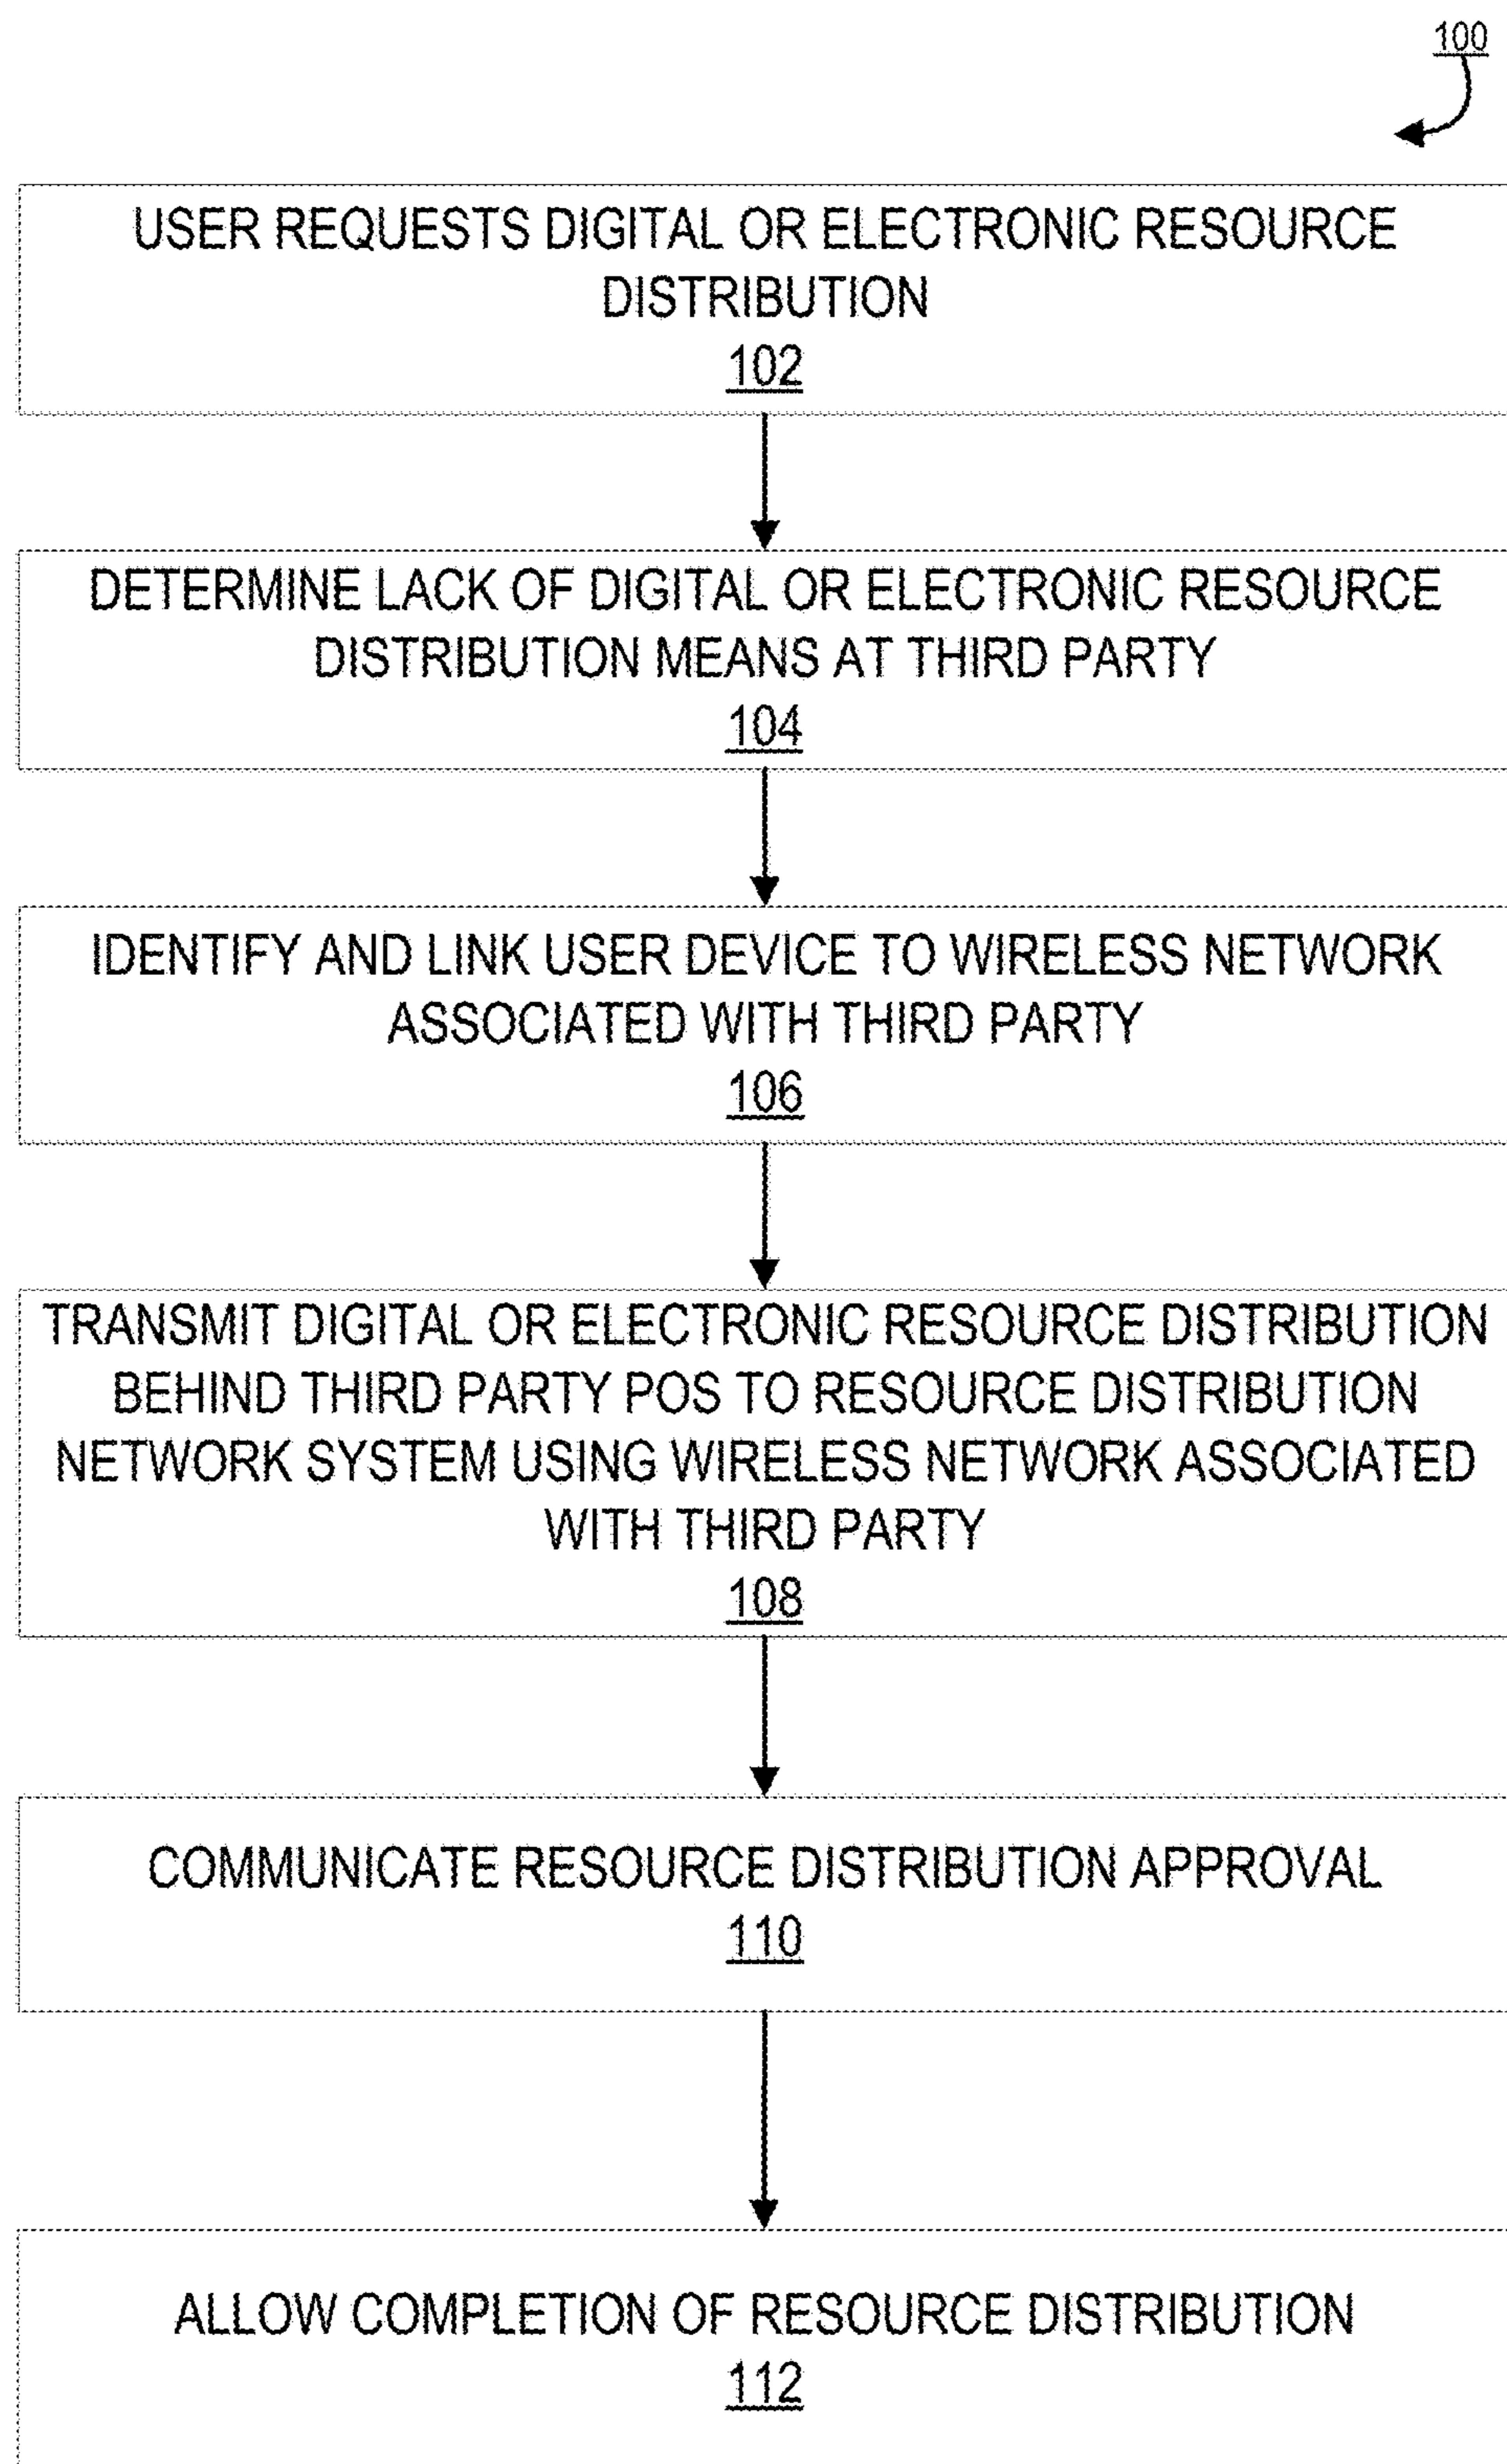 100
USER REQUESTS DIGITAL OR ELECTRONIC RESOURCE
DISTRIBUTION
102
DETERMINE LACK OF DIGITAL OR ELECTRONIC RESOURCE
DISTRIBUTION MEANS AT THIRD PARTY
104
IDENTIFY AND LINK USER DEVICE TO WIRELESS NETWORK
ASSOCIATED WITH THIRD PARTY
106
TRANSMIT DIGITAL OR ELECTRONIC RESOURCE DISTRIBUTION
BEHIND THIRD PARTY POS TO RESOURCE DISTRIBUTION
NETWORK SYSTEM USING WIRELESS NETWORK ASSOCIATED
WITH THIRD PARTY
108
COMMUNICATE RESOURCE DISTRIBUTION APPROVAL
110
ALLOW COMPLETION OF RESOURCE DISTRIBUTION
112